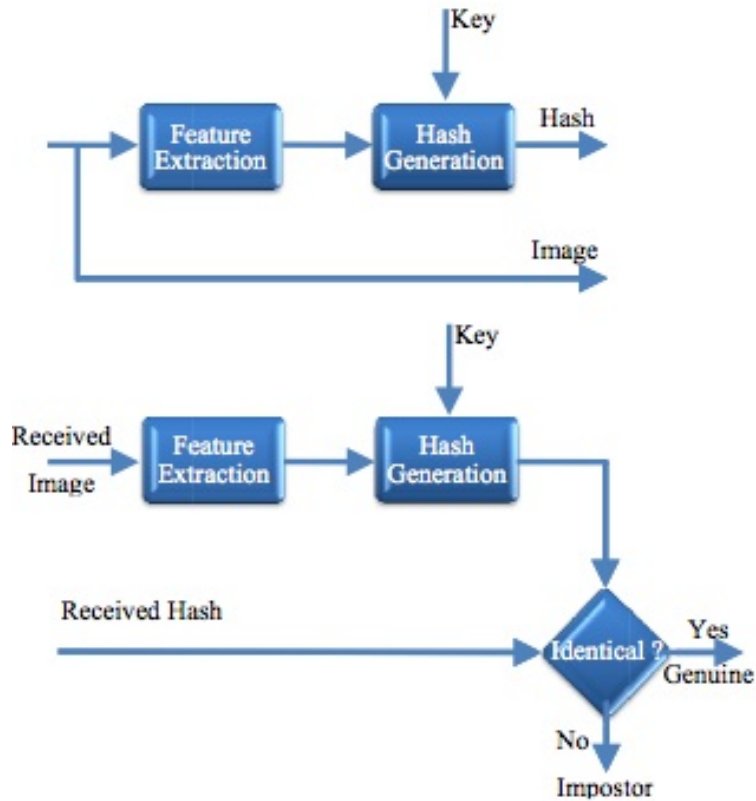 Key
Feature
Extraction
Hash
Generation
Hash
Image
Key
Received
Image
Feature
Extraction
Hash
Generation
Received Hash
Identical ?
Yes
Genuine
No
Impostor